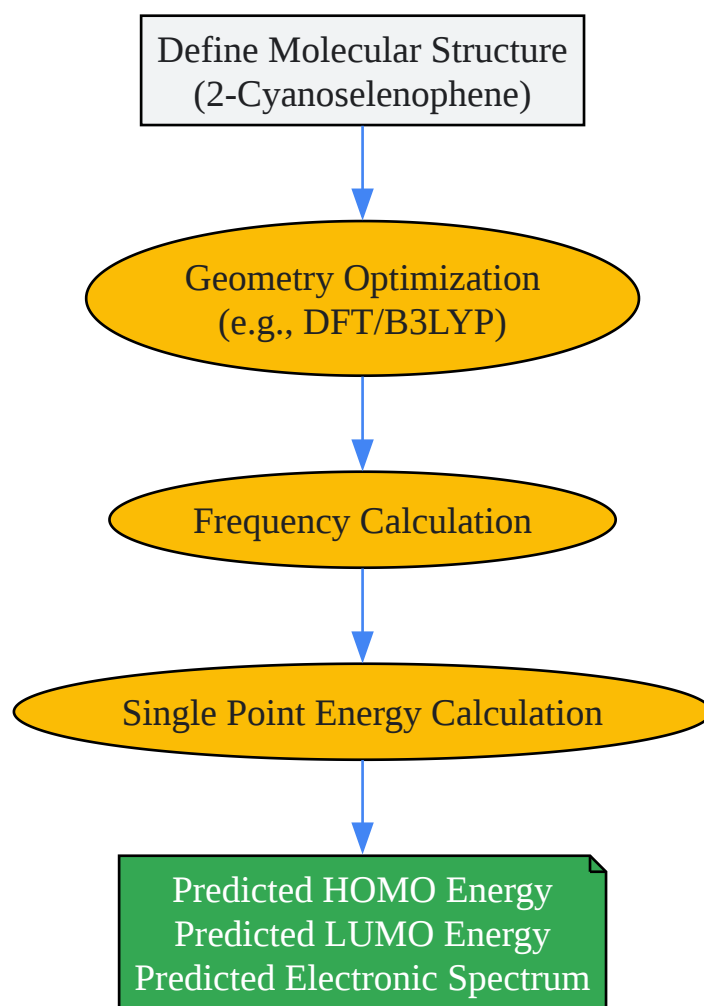 Define Molecular Structure
(2-Cyanoselenophene)
Geometry Optimization
(e.g., DFT/B3LYP)
Frequency Calculation
Single Point Energy Calculation
Predicted HOMO Energy
Predicted LUMO Energy
Predicted Electronic Spectrum